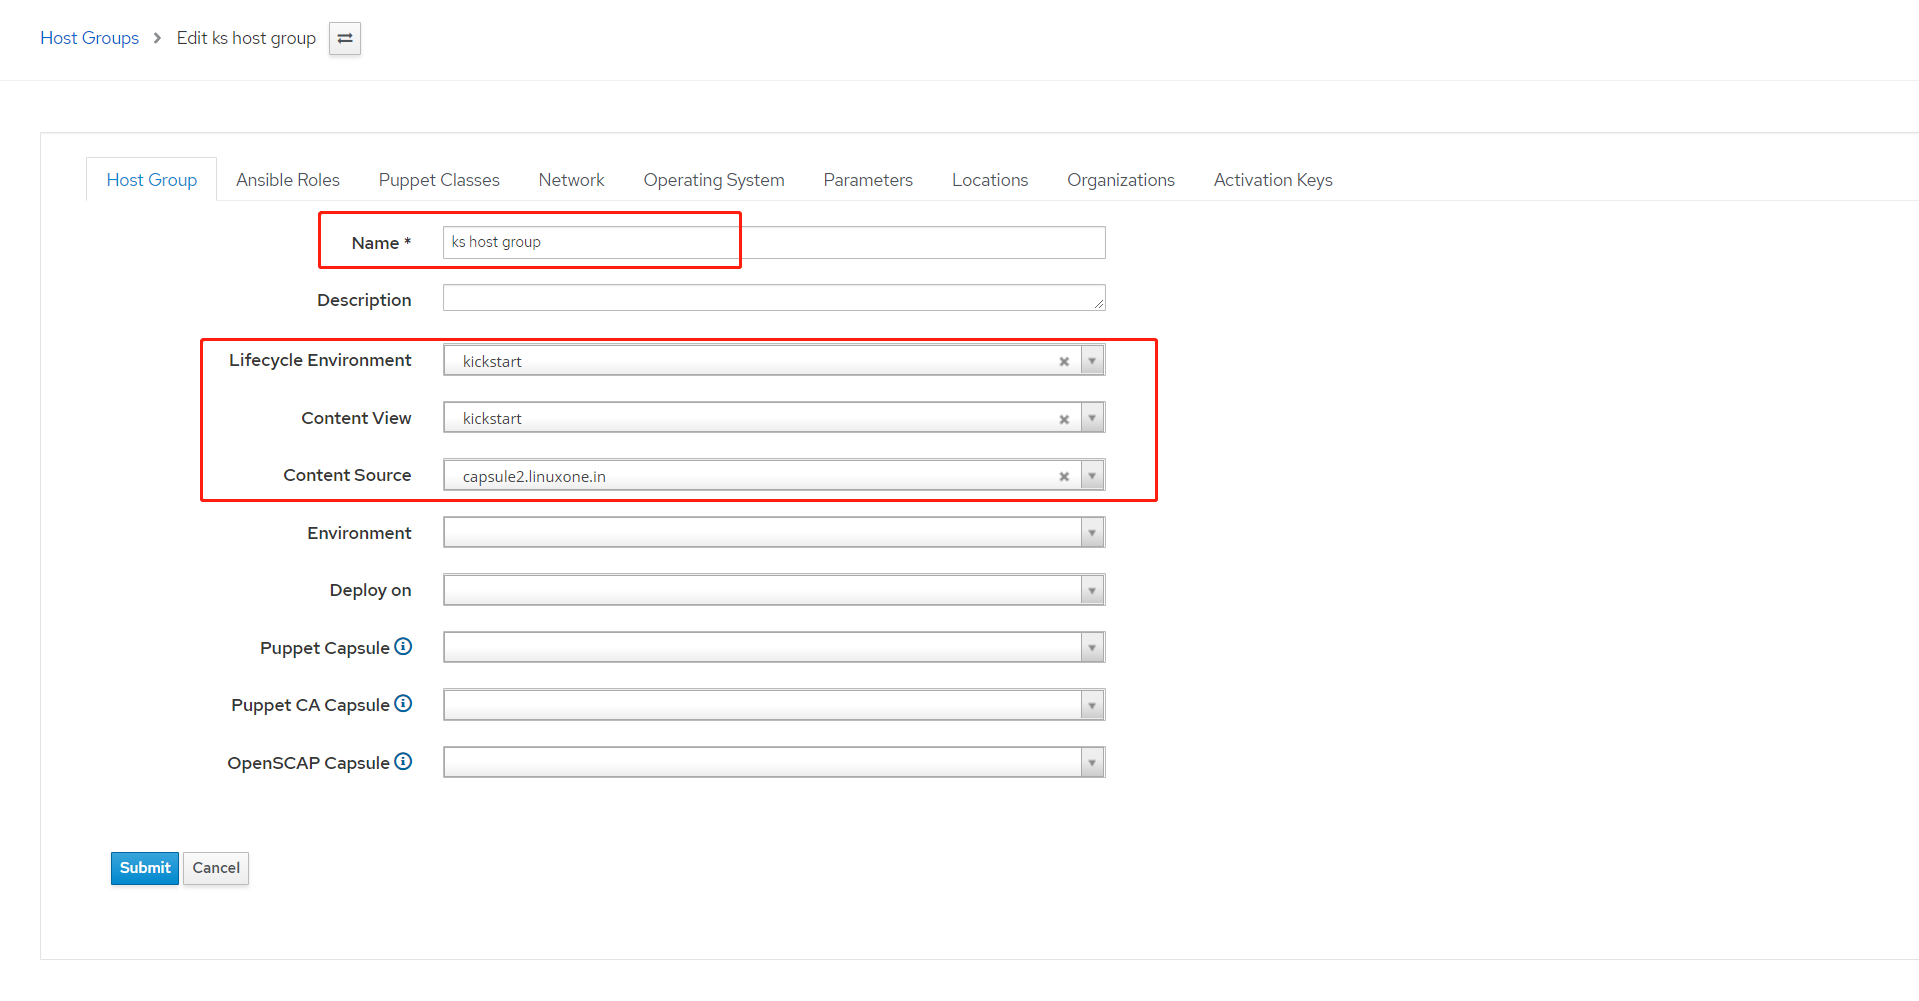 Host Groups > Edit ks host group
Host Group Ansible Roles Puppet Classes Network Operating System Parameters Locations Organizations Activation Keys
Name * ks host group
Description
Lifecycle Environment kickstart
Content View kickstart
Content Source capsule2.linuxone.in
Environment
Deploy on
Puppet Capsule
Puppet CA Capsule
OpenSCAP Capsule
Submit Cancel